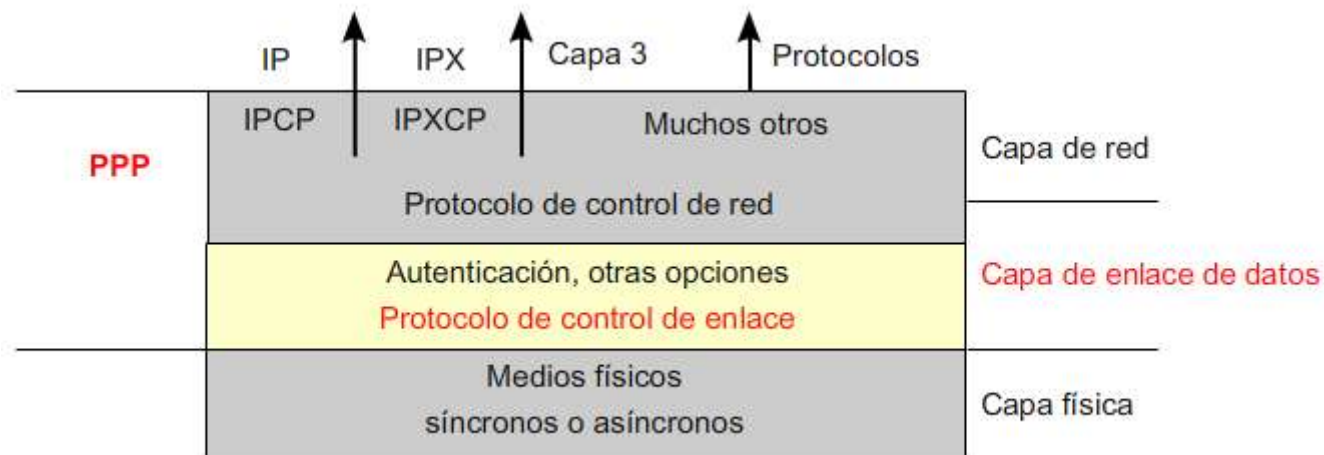 IP IPX Capa 3 Protocolos
IPCP IPXCP Muchos otros
PPP
Capa de red
Protocolo de control de red
Autenticación, otras opciones
Capa de enlace de datos
Protocolo de control de enlace
Medios físicos
síncronos o asíncronos
Capa física